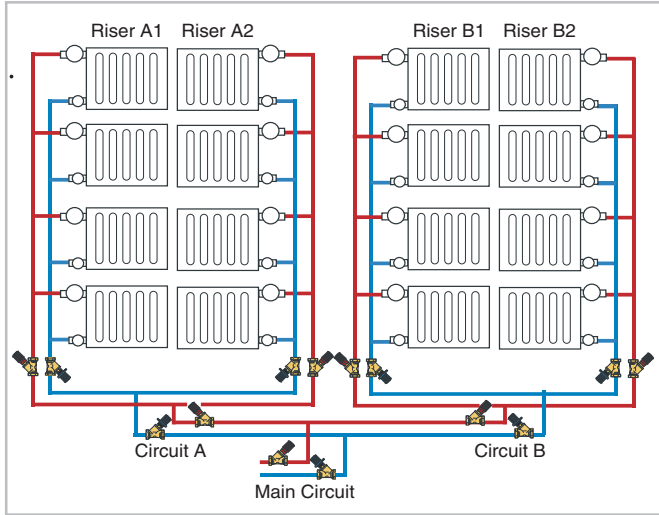 Riser A1 Riser A2 Riser B1 Riser B2
Circuit A Circuit B
Main Circuit